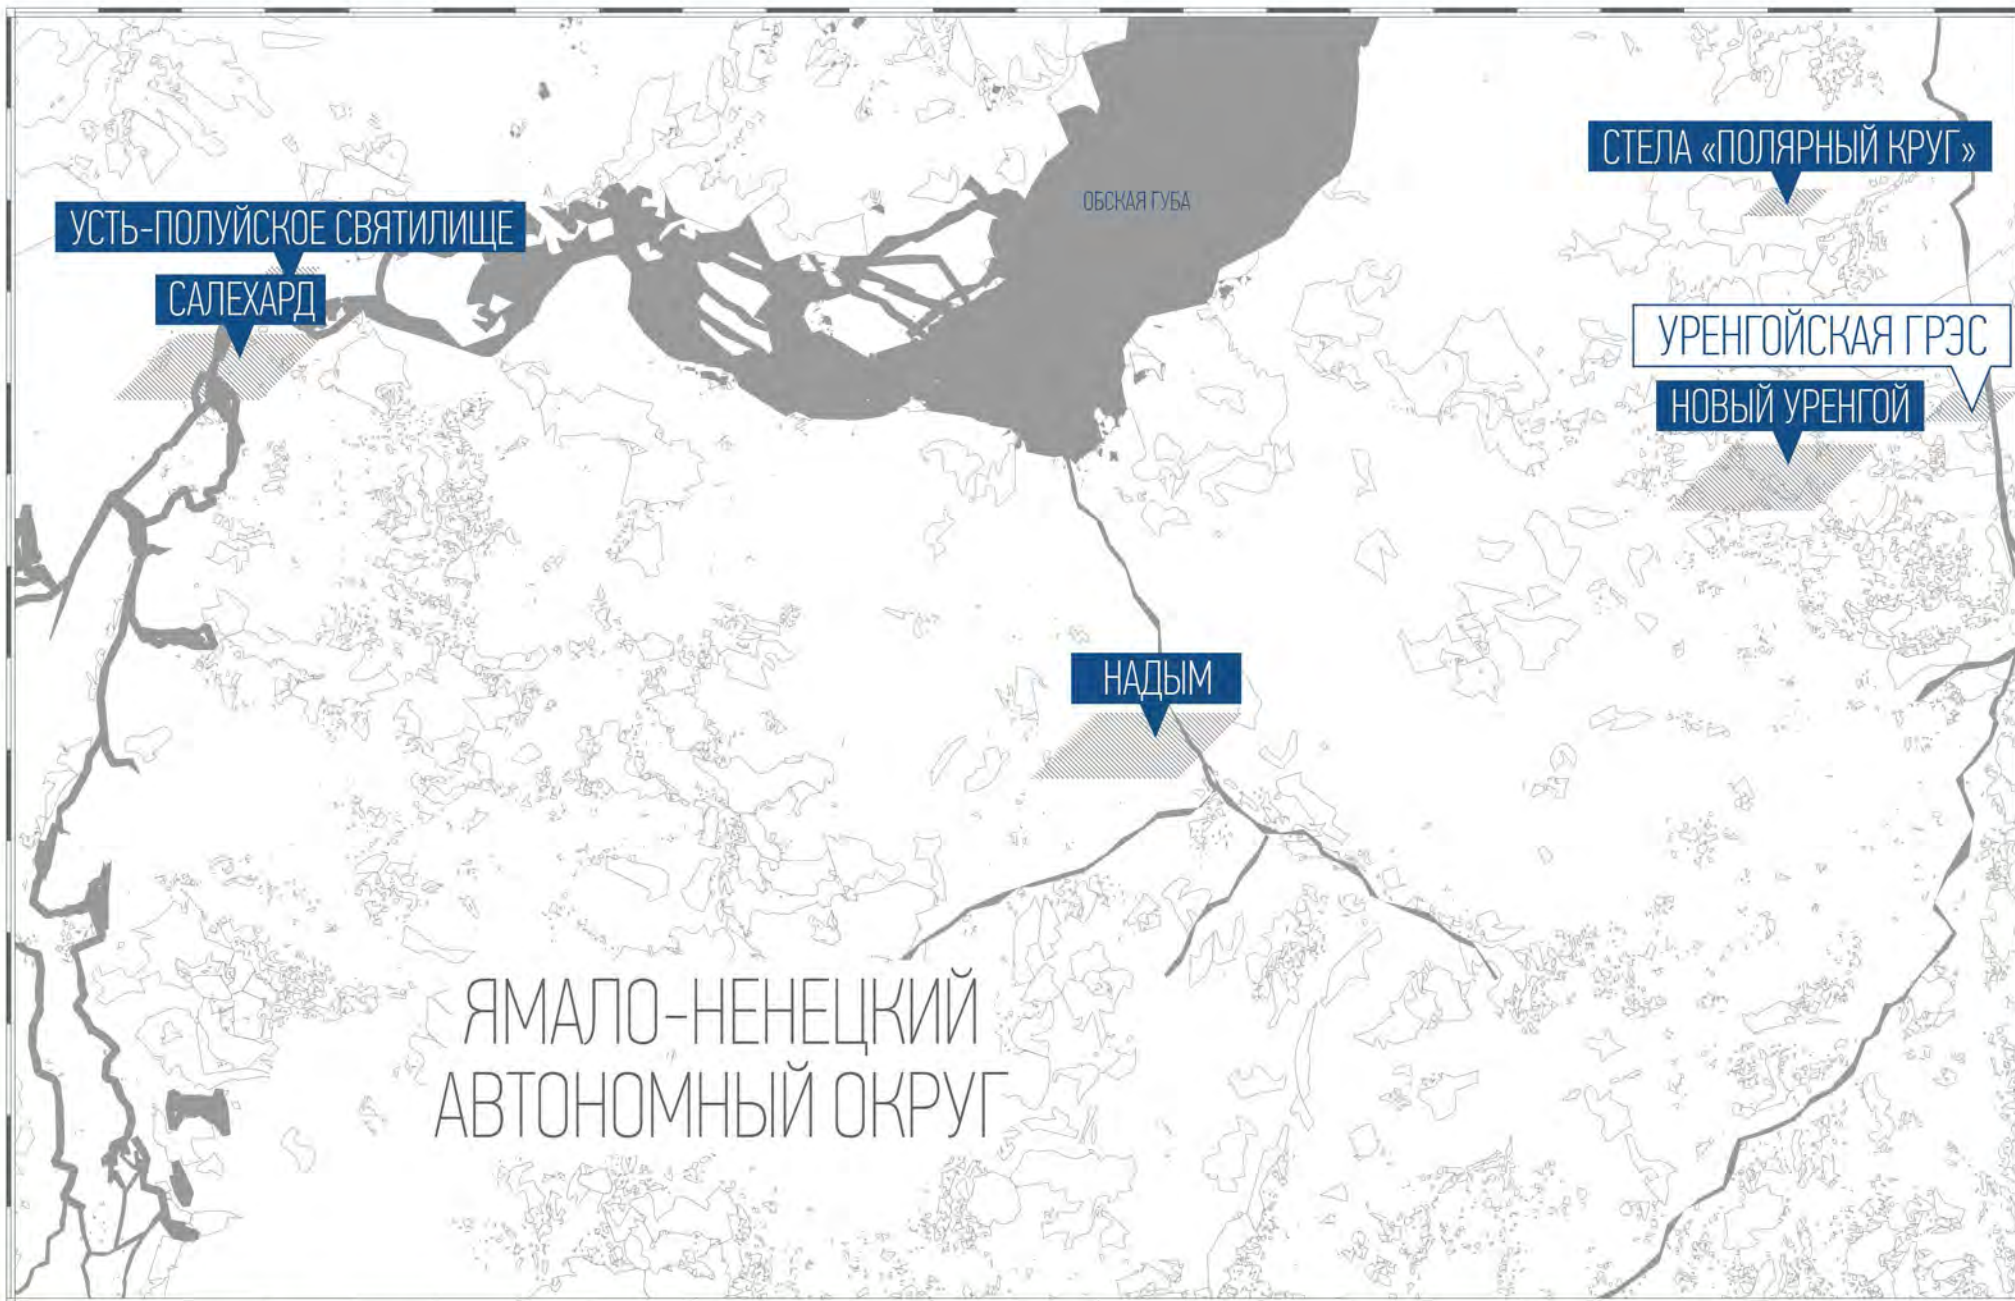 СТЕЛА «ПОЛЯРНЫЙ КРУГ»
ОБСКАЯ ГУБА
УСТЬ-ПОЛУЙСКОЕ СВЯТИЛИЩЕ
САЛЕХАРД
УРЕНГОЙСКАЯ ГРЭС
НОВЫЙ УРЕНГОЙ
НАДЫМ
ЯМАЛО-НЕНЕЦКИЙ
АВТОНОМНЫЙ ОКРУГ